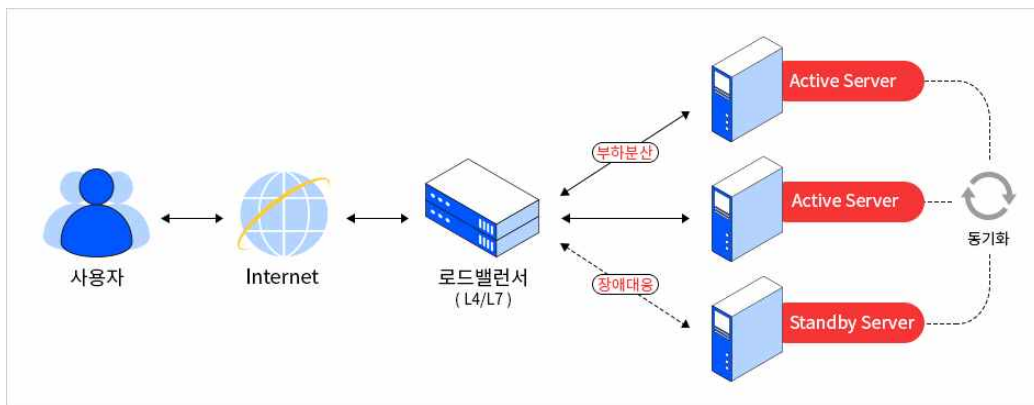 Active Server
부하분산
Active Server
동기화
사용자
Internet
로드밸런서
( L4/L7 )
장애대응
Standby Server